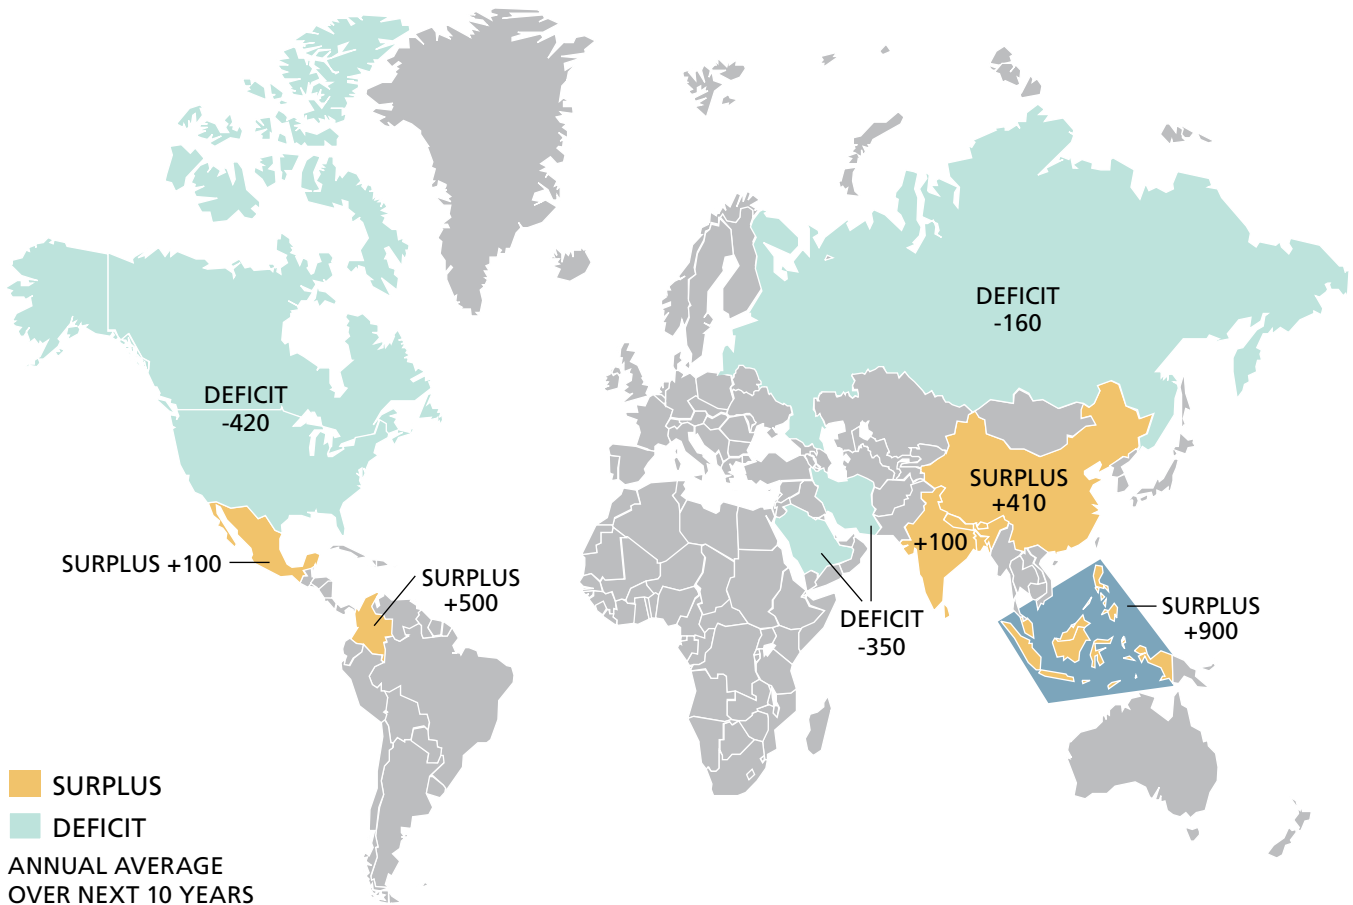 DEFICIT
-160
DEFICIT
-420
SURPLUS
+410
+100
SURPLUS +100
SURPLUS
+500
DEFICIT
-350
SURPLUS
+900
SURPLUS
DEFICIT
ANNUAL AVERAGE
OVER NEXT 10 YEARS